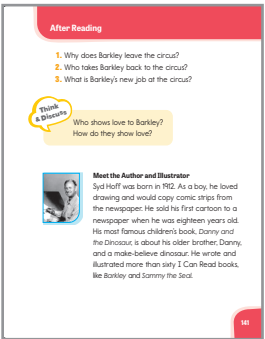 After Reading
1. Why does Barkley leave the circus?
2. Who takes Barkley back to the circus?
3. What is Barkley's new job at the circus?
Think
& Discuss
Who shows love to Barkley?
How do they show love?
Meet the Author and Illustrator
Syd Hoff was born in 1912. As a boy, he loved
drawing and would copy comic strips from
the newspaper. He sold his first cartoon to a
newspaper when he was eighteen years old.
His most famous children's book, Danny and
the Dinosaur, is about his older brother, Danny,
and a make-believe dinosaur. He wrote and
illustrated more than sixty I Can Read books,
like Barkley and Sammy the Seal.
141